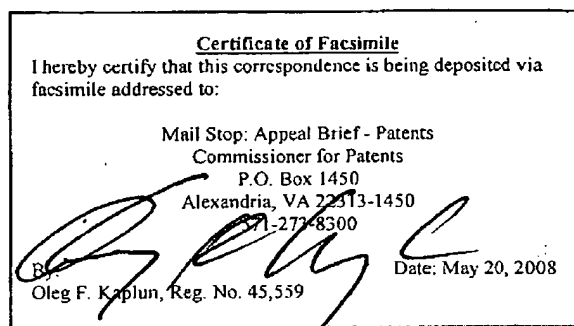 Certificate of Facsimile
I hereby certify that this correspondence is being deposited via
facsimile addressed to:
Mail Stop: Appeal Brief - Patents
Commissioner for Patents
P.O. Box 1450
Alexandria, VA 22313-1450
571-273-8300
By:
Date: May 20, 2008
Oleg F. Kaplun, Reg. No. 45,559